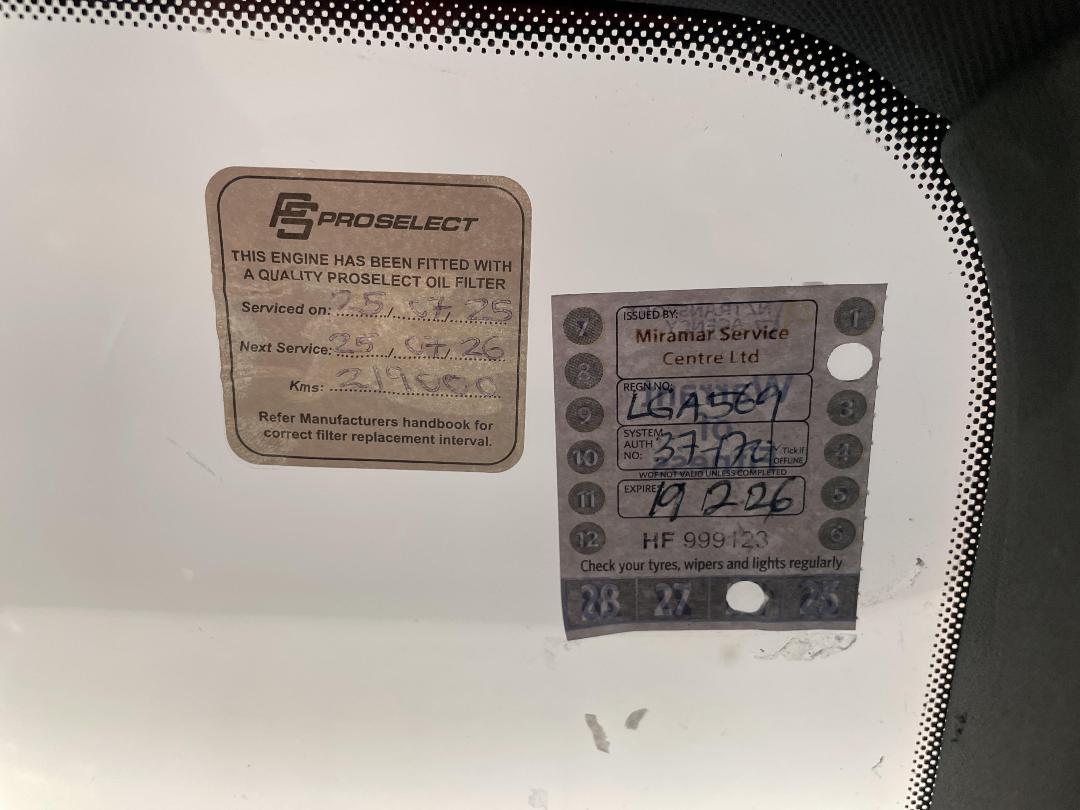 PS PROSELECT
THIS ENGINE HAS BEEN FITTED WITH
A QUALITY PROSELECT OIL FILTER
Serviced on: 25/07/25
Next Service: 25/07/26
Kms: 219000
Refer Manufacturers handbook for
correct filter replacement interval.
ISSUED BY:
Miramar Service
Centre Ltd
REGN NO:
LGA569
SYSTEM
AUTH
NO:
Tick if
OFFLINE
WOF NOT VALID UNLESS COMPLETED
EXPIRES 19 2 26
HF 999123
Check your tyres, wipers and lights regularly
7
8
9
10
11
12
1
3
4
5
6
28 27 25